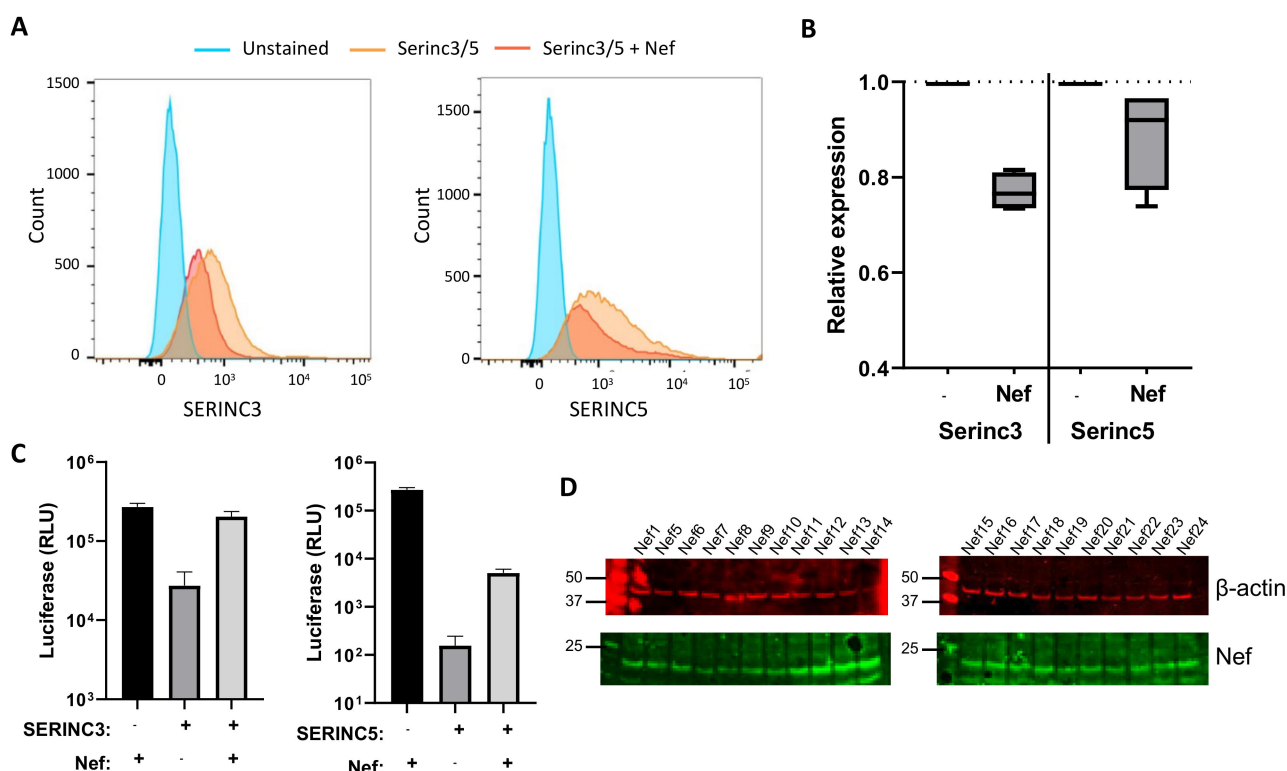 A
Unstained Serinc3/5 Serinc3/5 + Nef
1500
1000
500
0
Count
0 10³ 10⁴ 10⁵
SERINC3
1500
1000
500
0
Count
0 10³ 10⁴ 10⁵
SERINC5
B
1.0
0.8
0.6
0.4
Relative expression
- Nef - Nef
Serinc3 Serinc5
C
10⁶
10⁵
10⁴
10³
Luciferase (RLU)
SERINC3: - + +
Nef: + - +
10⁶
10⁵
10⁴
10³
10²
10¹
Luciferase (RLU)
SERINC5: - + +
Nef: + - +
D
Nef1 Nef5 Nef6 Nef7 Nef8 Nef9 Nef10 Nef11 Nef12 Nef13 Nef14
50
37
25
Nef15 Nef16 Nef17 Nef18 Nef19 Nef20 Nef21 Nef22 Nef23 Nef24
50
37
β-actin
25
Nef